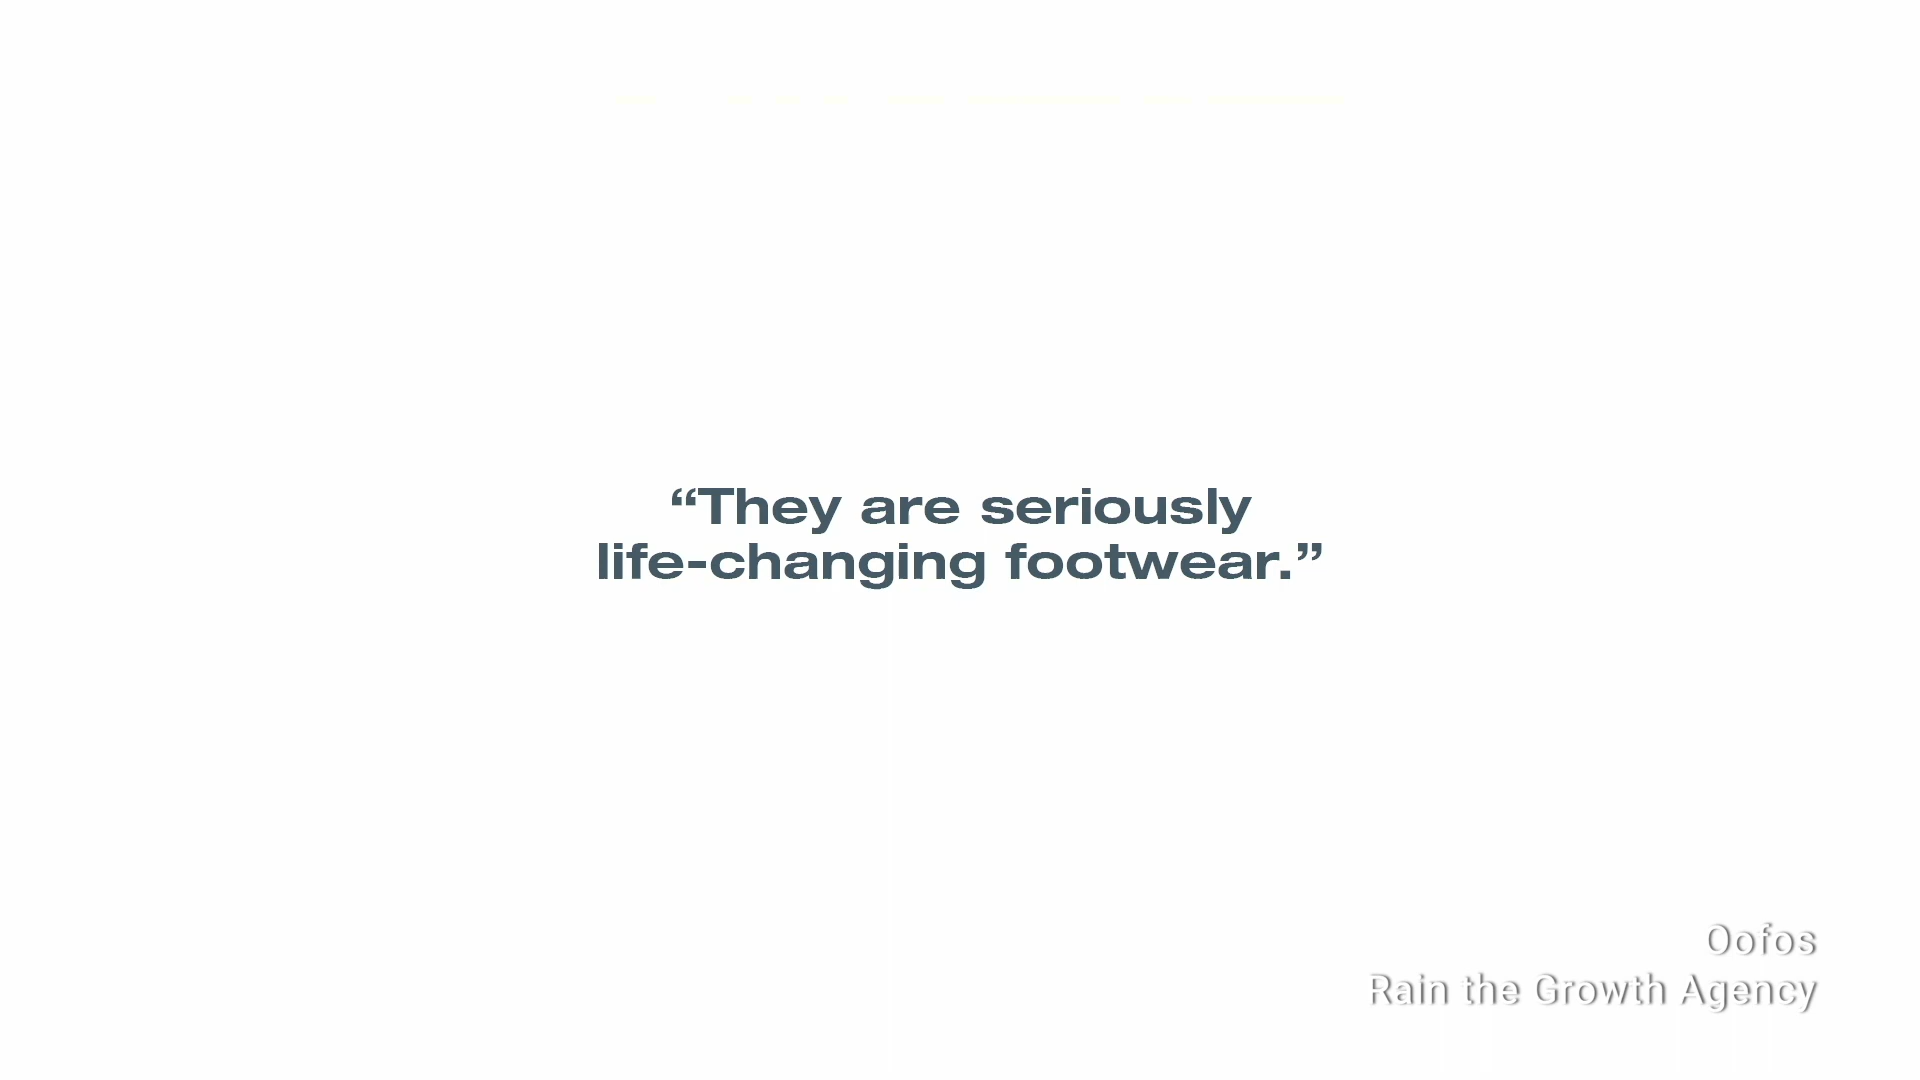 “They are seriously
life-changing footwear.”
Oofos
Rain the Growth Agency